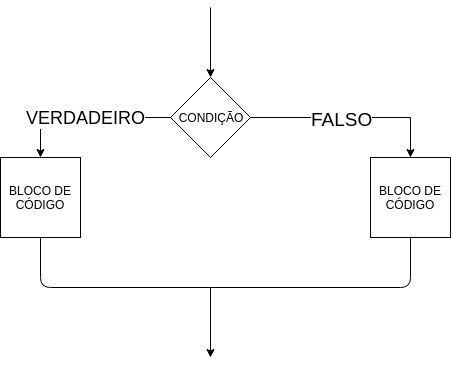 CONDIÇÃO
VERDADEIRO
FALSO
BLOCO DE
CÓDIGO
BLOCO DE
CÓDIGO